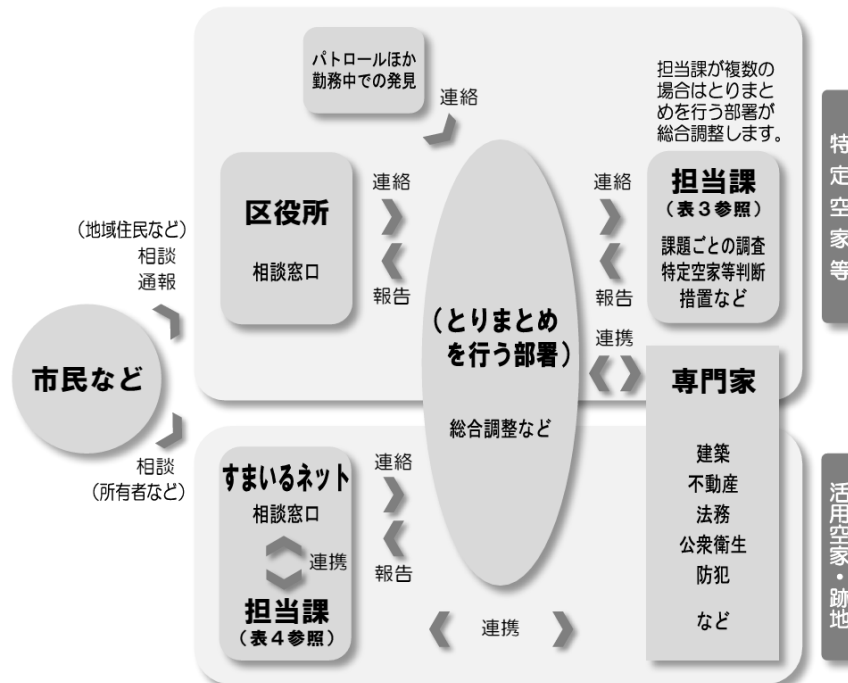 パトロールほか
勤務中での発見
連絡
担当課が複数の
場合はとりまと
めを行う部署が
総合調整します。
特定空家等
区役所
相談窓口
連絡
報告
連絡
報告
担当課
（表３参照）
課題ごとの調査
特定空家等判断
措置など
(地域住民など)
相談
通報
市民など
相談
(所有者など)
（とりまとめ
を行う部署）
総合調整など
連携
専門家
建築
不動産
法務
公衆衛生
防犯
など
すまいるネット
相談窓口
連携
担当課
（表４参照）
連絡
報告
連携
活用空家・跡地